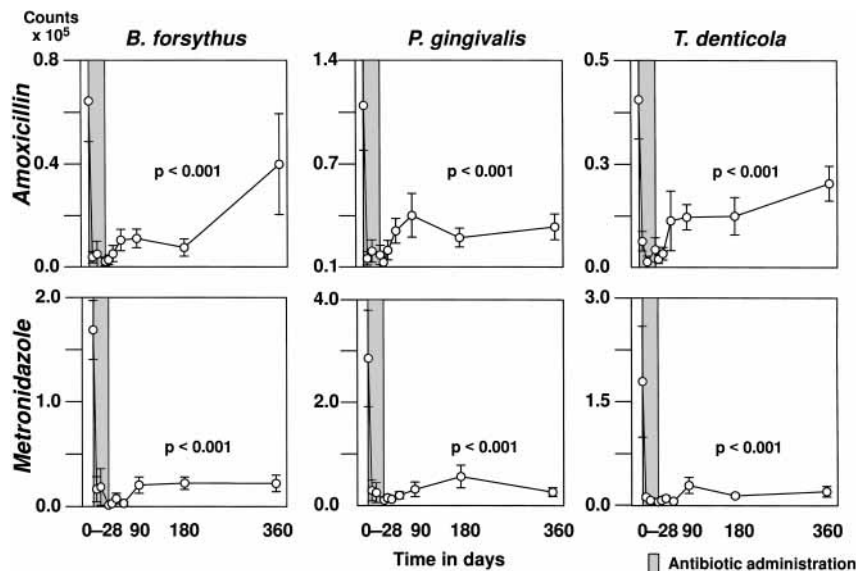 Counts
x 10⁵
B. forsythus
P. gingivalis
T. denticola
Amoxicillin
0.8
0.4
0.0
p < 0.001
1.4
0.7
0.1
p < 0.001
0.5
0.3
0.0
p < 0.001
Metronidazole
2.0
1.0
0.0
p < 0.001
4.0
2.0
0.0
p < 0.001
3.0
1.5
0.0
p < 0.001
0–28 90 180 360
0–28 90 180 360
0–28 90 180 360
Time in days
Antibiotic administration